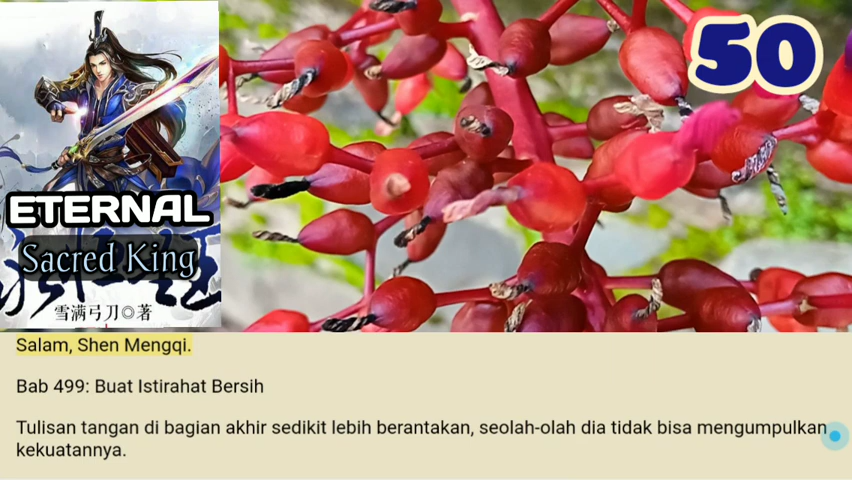 50
ETERNAL
Sacred King
雪满弓刀◎著
Salam, Shen Mengqi.
Bab 499: Buat Istirahat Bersih
Tulisan tangan di bagian akhir sedikit lebih berantakan, seolah-olah dia tidak bisa mengumpulkan
kekuatannya.